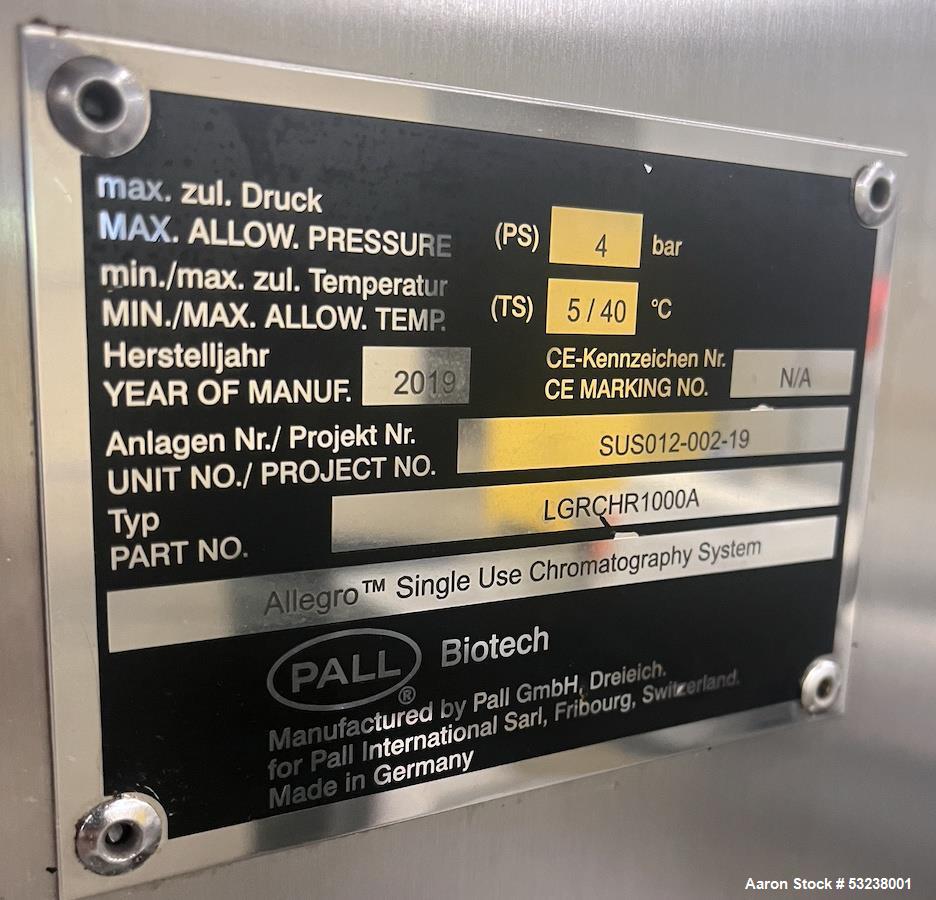 max. zul. Druck
MAX. ALLOW. PRESSURE (PS) 4 bar
min./max. zul. Temperatur
MIN./MAX. ALLOW. TEMP. (TS) 5 / 40 °C
Herstelljahr
YEAR OF MANUF. 2019
CE-Kennzeichen Nr.
CE MARKING NO. N/A
Anlagen Nr./ Projekt Nr.
UNIT NO./ PROJECT NO. SUS012-002-19
Typ
PART NO. LGRCHR1000A
Allegro™ Single Use Chromatography System
PALL® Biotech
Manufactured by Pall GmbH, Dreieich.
for Pall International Sarl, Fribourg, Switzerland.
Made in Germany
Aaron Stock # 53238001